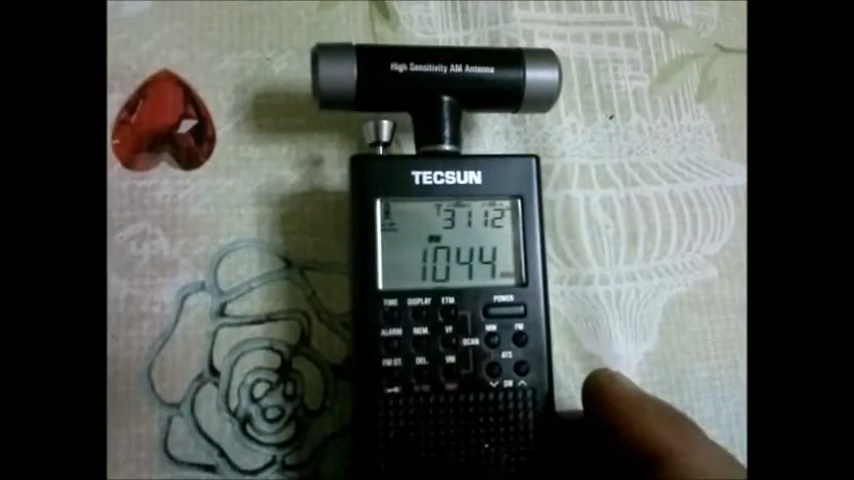 High Sensitivity AM Antenna
TECSUN
3112
MW
1044
TIME DISPLAY ETM POWER
ALARM MEM. VF SCAN MW FM
FM ST. DEL. VM ATS
SW